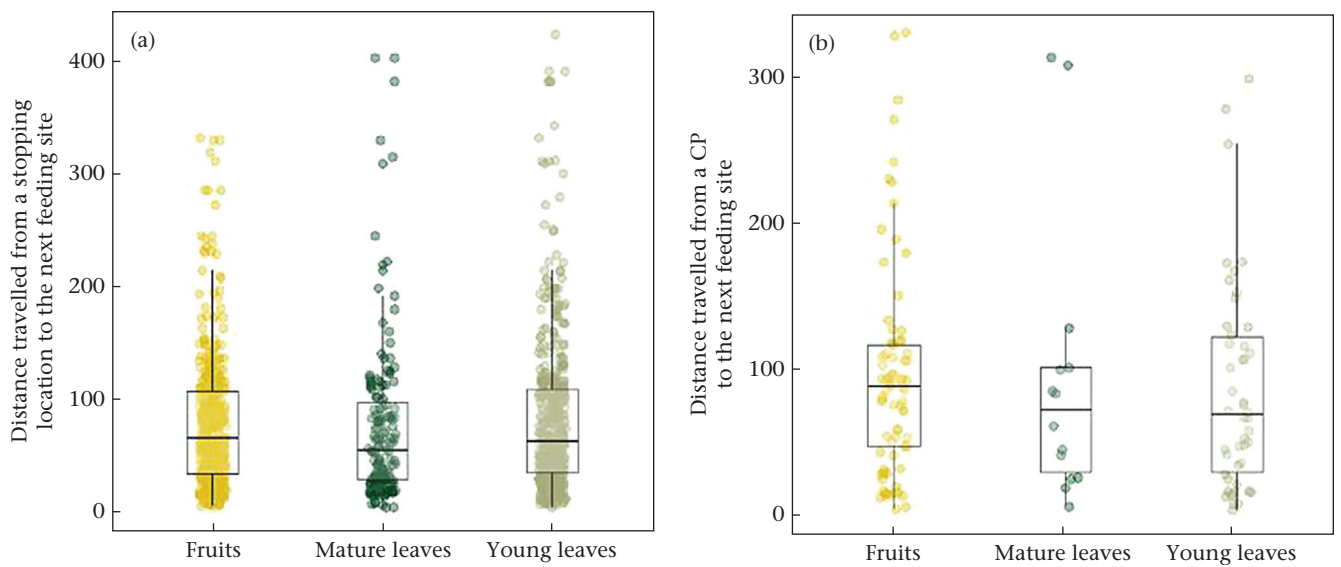 (a)
Distance travelled from a stopping
location to the next feeding site
400
300
200
100
0
Fruits
Mature leaves
Young leaves
(b)
Distance travelled from a CP
to the next feeding site
300
200
100
0
Fruits
Mature leaves
Young leaves